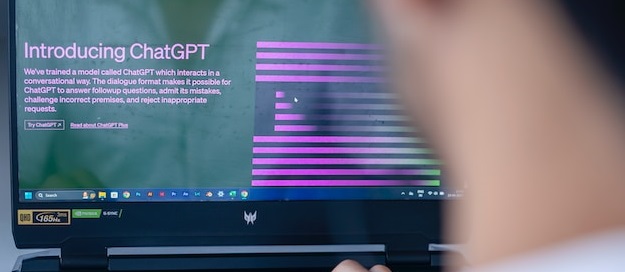 Introducing ChatGPT
We've trained a model called ChatGPT which interacts in a
conversational way. The dialogue format makes it possible for
ChatGPT to answer followup questions, admit its mistakes,
challenge incorrect premises, and reject inappropriate
requests.
Try ChatGPT ↗ Read about ChatGPT Plus
Search
QHD 165Hz
G-SYNC